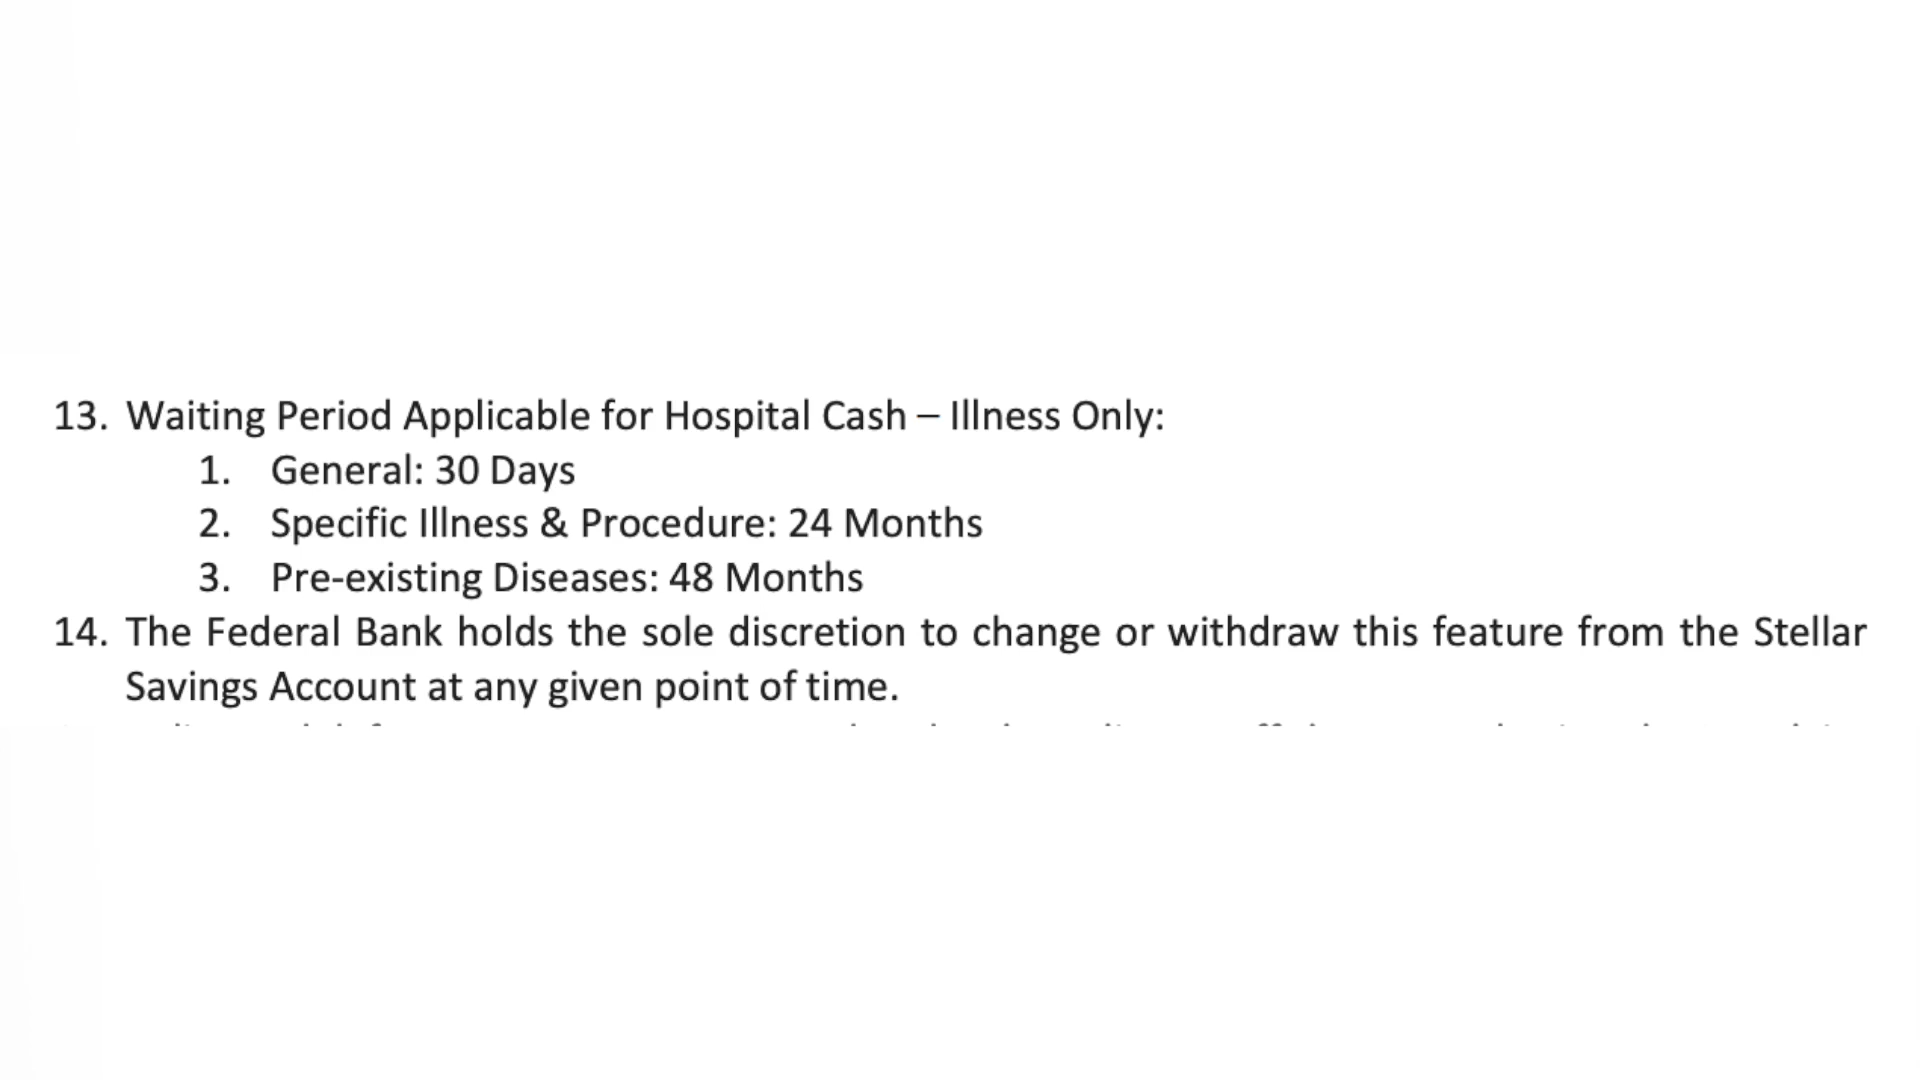 13. Waiting Period Applicable for Hospital Cash – Illness Only:
1. General: 30 Days
2. Specific Illness & Procedure: 24 Months
3. Pre-existing Diseases: 48 Months
14. The Federal Bank holds the sole discretion to change or withdraw this feature from the Stellar
Savings Account at any given point of time.